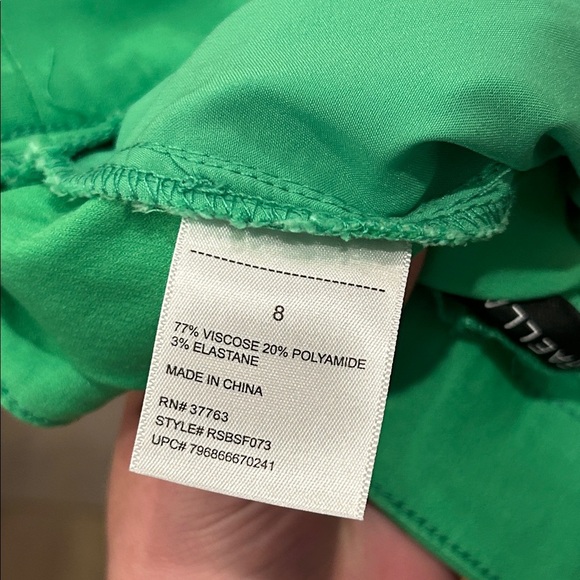 8
77% VISCOSE 20% POLYAMIDE
3% ELASTANE
MADE IN CHINA
RN# 37763
STYLE# RSBSF073
UPC# 796866670241